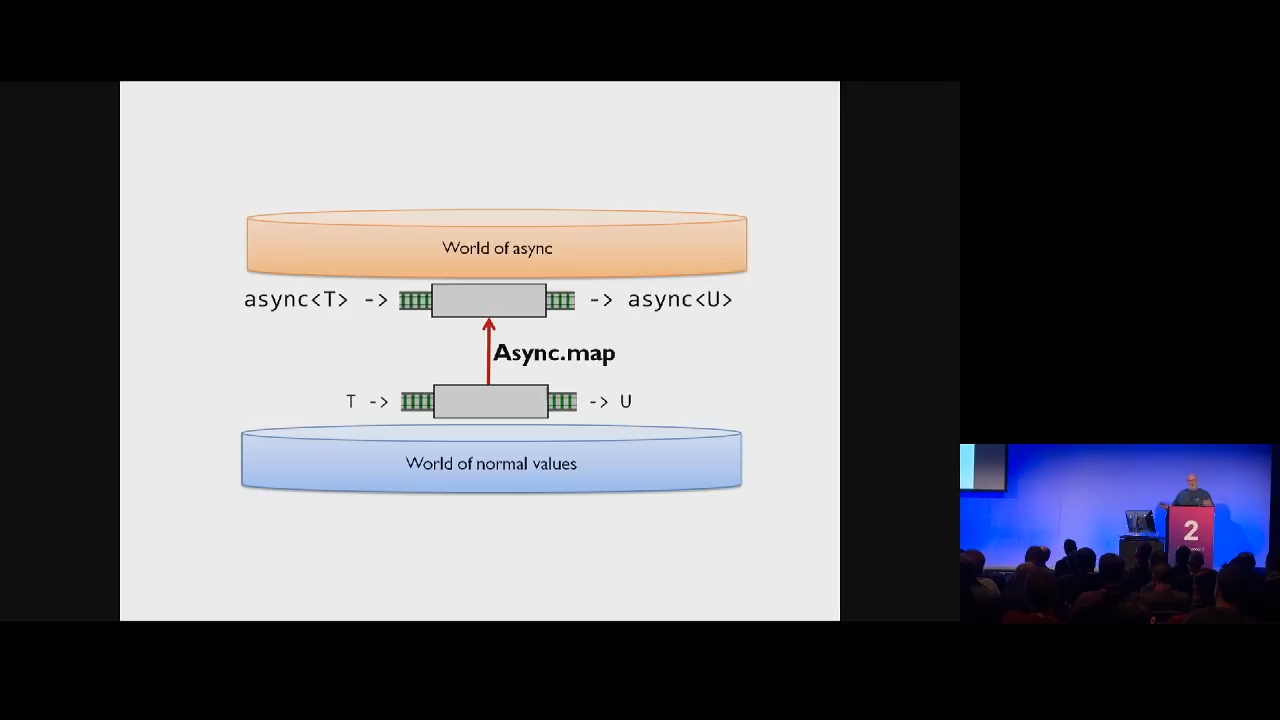 World of async
async<T> -> -> async<U>
Async.map
T -> -> U
World of normal values
2